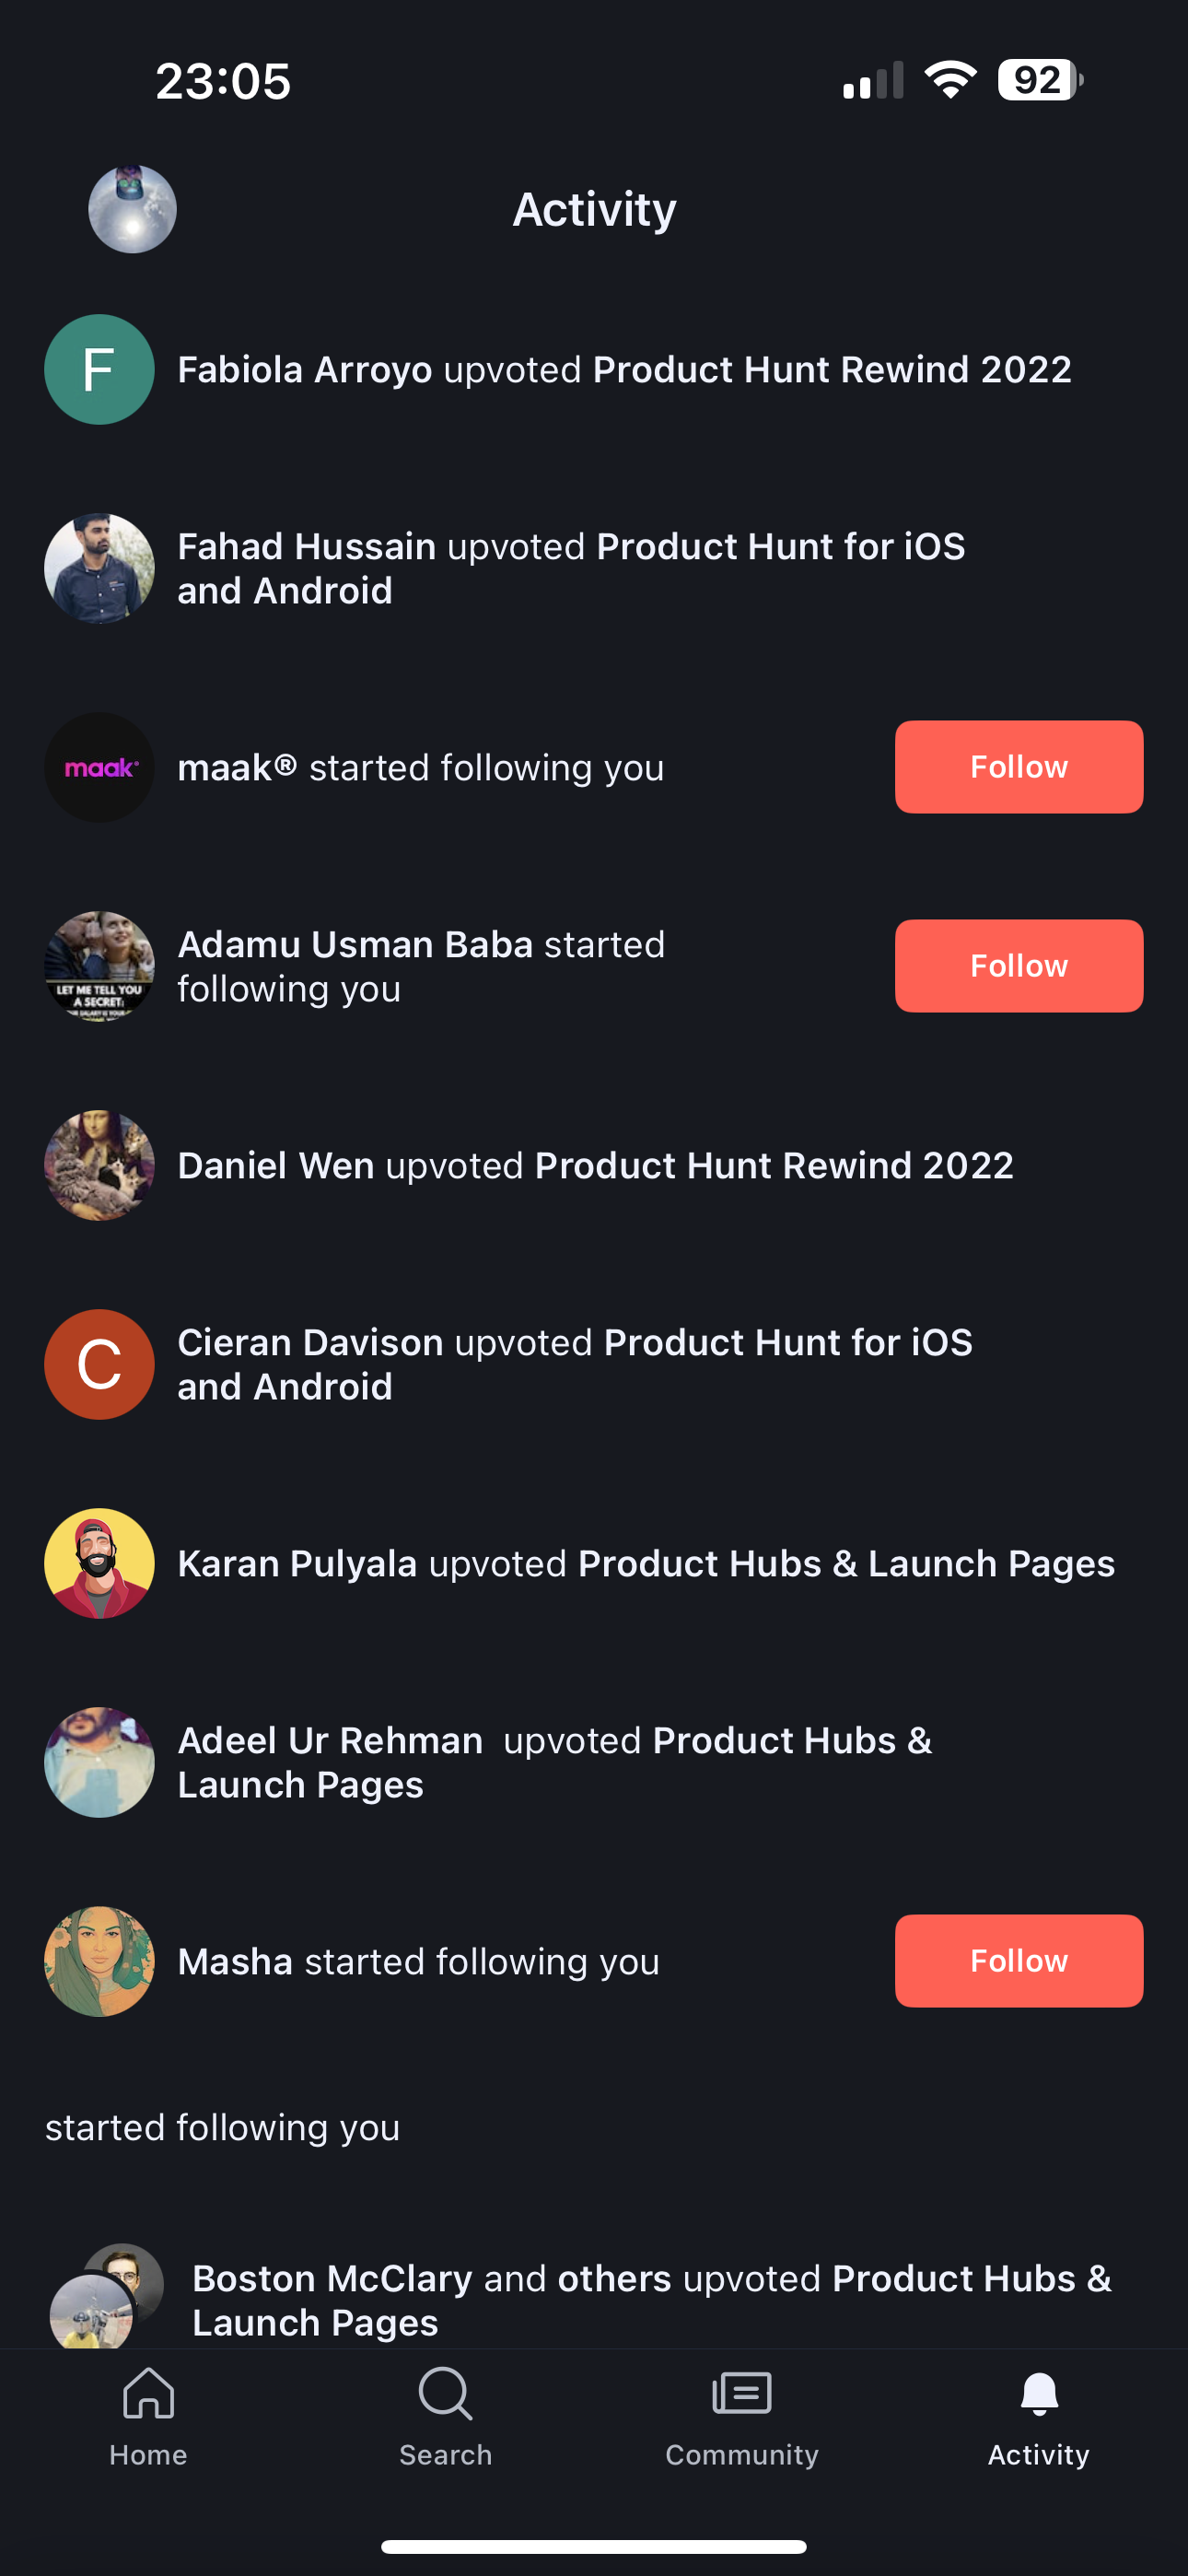 23:05
92
Activity
F
Fabiola Arroyo upvoted Product Hunt Rewind 2022
Fahad Hussain upvoted Product Hunt for iOS
and Android
maak
maak® started following you
Follow
LET ME TELL YOU
A SECRET:
Adamu Usman Baba started
following you
Follow
Daniel Wen upvoted Product Hunt Rewind 2022
C
Cieran Davison upvoted Product Hunt for iOS
and Android
Karan Pulyala upvoted Product Hubs & Launch Pages
Adeel Ur Rehman upvoted Product Hubs &
Launch Pages
Masha started following you
Follow
started following you
Boston McClary and others upvoted Product Hubs &
Launch Pages
Home
Search
Community
Activity